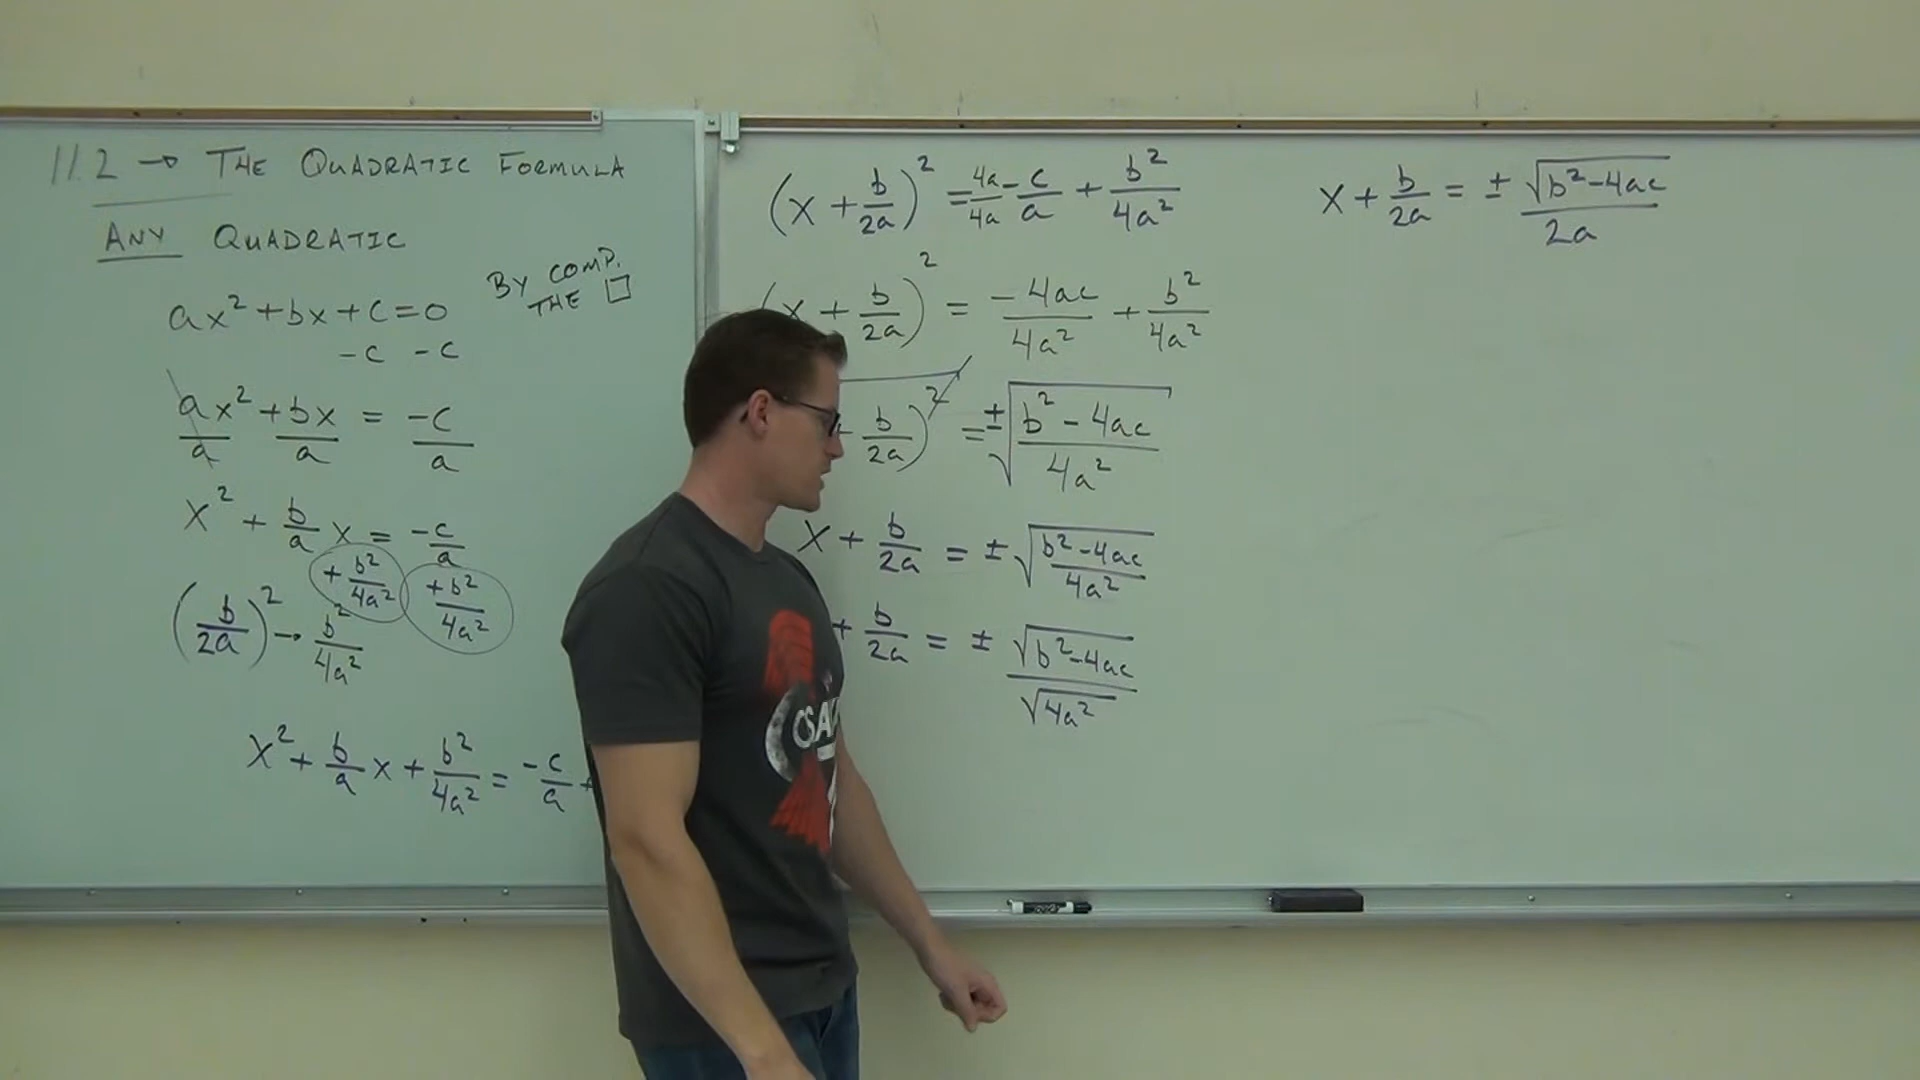 11.2 → THE QUADRATIC FORMULA
ANY QUADRATIC
BY COMP.
THE □
ax² + bx + c = 0
-c -c
ax²/a + bx/a = -c/a
x² + b/a x = -c/a
+ b²/4a² + b²/4a²
(b/2a)² → b²/4a²
x² + b/a x + b²/4a² = -c/a +
(x + b/2a)² = 4a/4a - c/a + b²/4a²
(x + b/2a)² = -4ac/4a² + b²/4a²
b/2a)² = ±√(b² - 4ac/4a²)
x + b/2a = ±√(b² - 4ac/4a²)
+ b/2a = ± √(b² - 4ac)/√(4a²)
x + b/2a = ± √(b² - 4ac)/2a